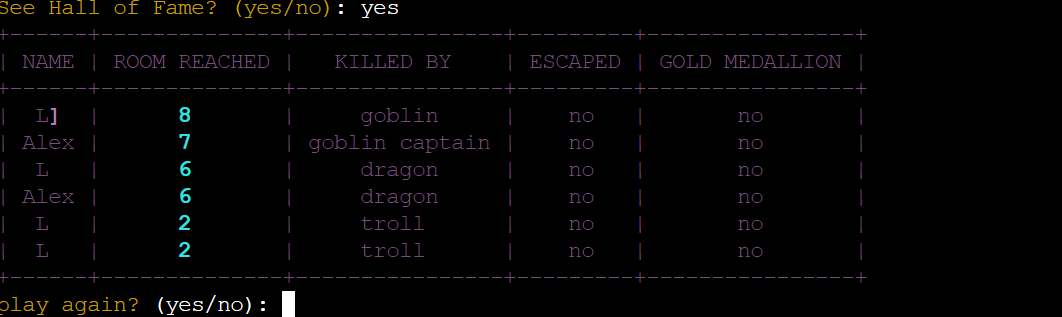 See Hall of Fame? (yes/no): yes
+------+--------------+----------------+---------+----------------+
| NAME | ROOM REACHED |   KILLED BY    | ESCAPED | GOLD MEDALLION |
+------+--------------+----------------+---------+----------------+
|  L]  |      8       |     goblin     |    no   |       no       |
| Alex |      7       | goblin captain |    no   |       no       |
|  L   |      6       |     dragon     |    no   |       no       |
| Alex |      6       |     dragon     |    no   |       no       |
|  L   |      2       |     troll      |    no   |       no       |
|  L   |      2       |     troll      |    no   |       no       |
+------+--------------+----------------+---------+----------------+
play again? (yes/no):